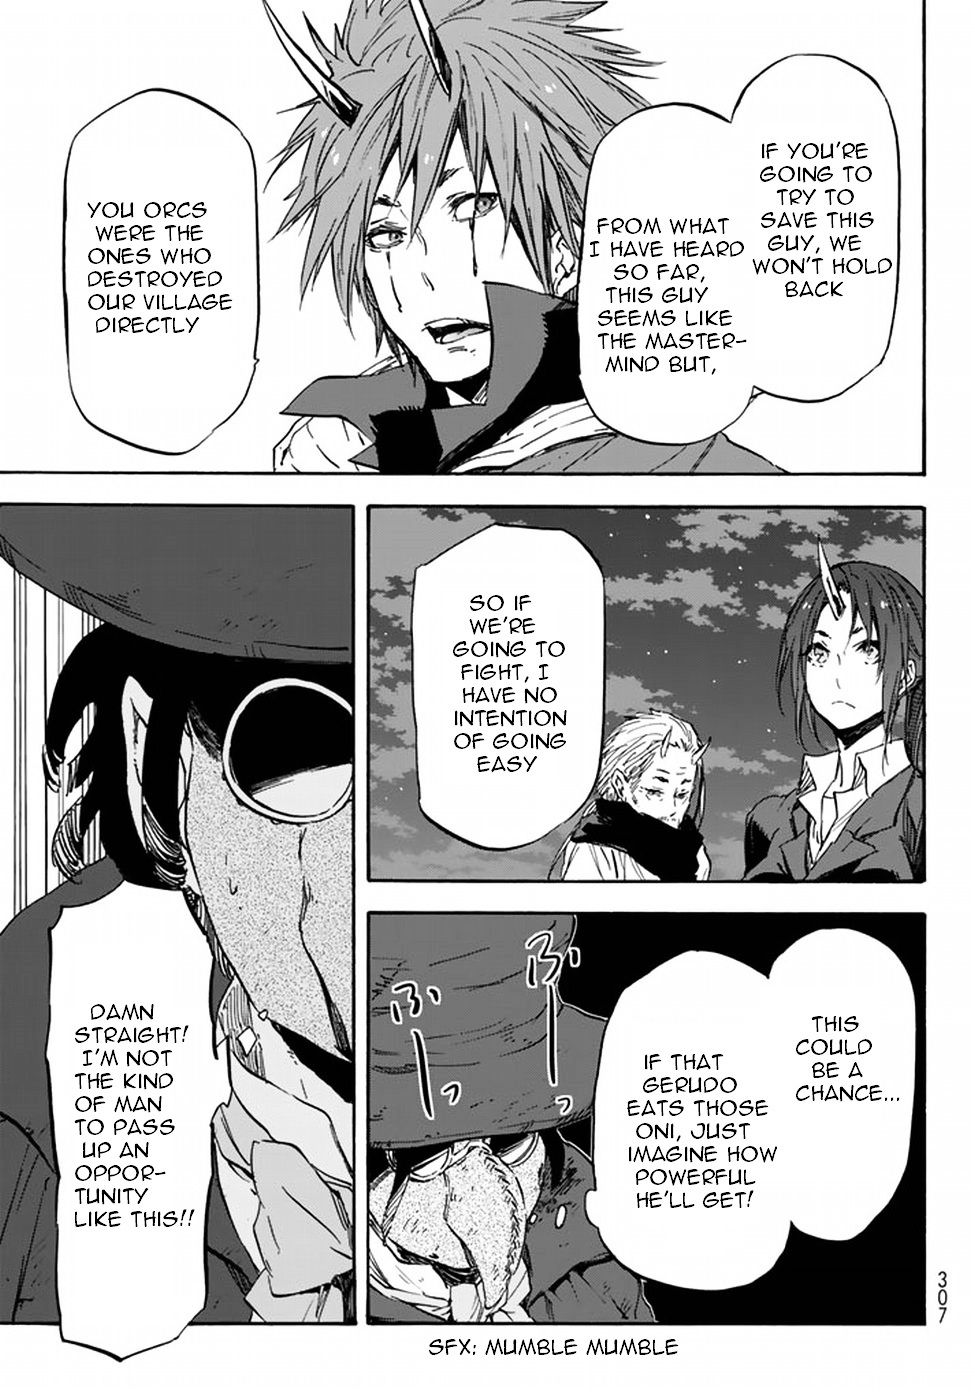 IF YOU'RE
GOING TO
TRY TO
SAVE THIS
GUY, WE
WON'T HOLD
BACK
FROM WHAT
I HAVE HEARD
SO FAR,
THIS GUY
SEEMS LIKE
THE MASTER-
MIND BUT,
YOU ORCS
WERE THE
ONES WHO
DESTROYED
OUR VILLAGE
DIRECTLY
SO IF
WE'RE
GOING TO
FIGHT, I
HAVE NO
INTENTION
OF GOING
EASY
THIS
COULD
BE A
CHANCE...
IF THAT
GERUDO
EATS THOSE
ONI, JUST
IMAGINE HOW
POWERFUL
HE'LL GET!
ふーっ
ふーっ
SFX: MUMBLE MUMBLE
DAMN
STRAIGHT!
I'M NOT
THE KIND
OF MAN
TO PASS
UP AN
OPPOR-
TUNITY
LIKE THIS!!
307